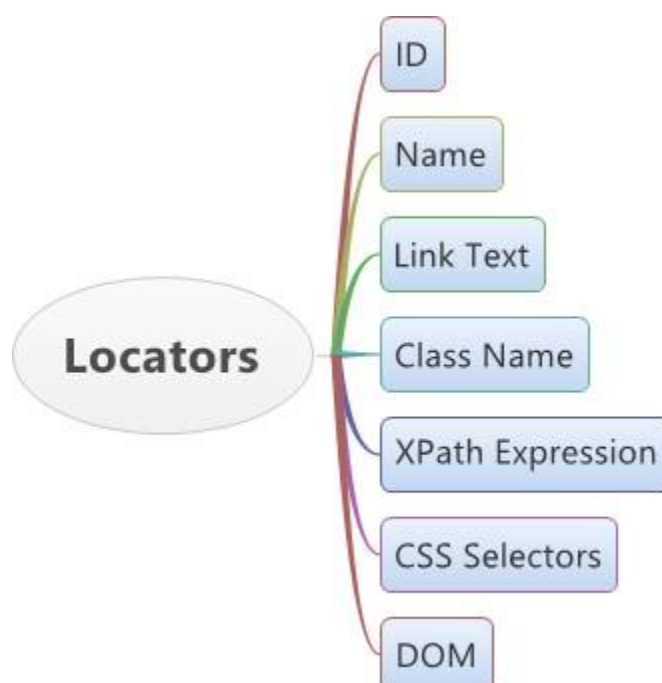 ID
Name
Link Text
Locators
Class Name
XPath Expression
CSS Selectors
DOM